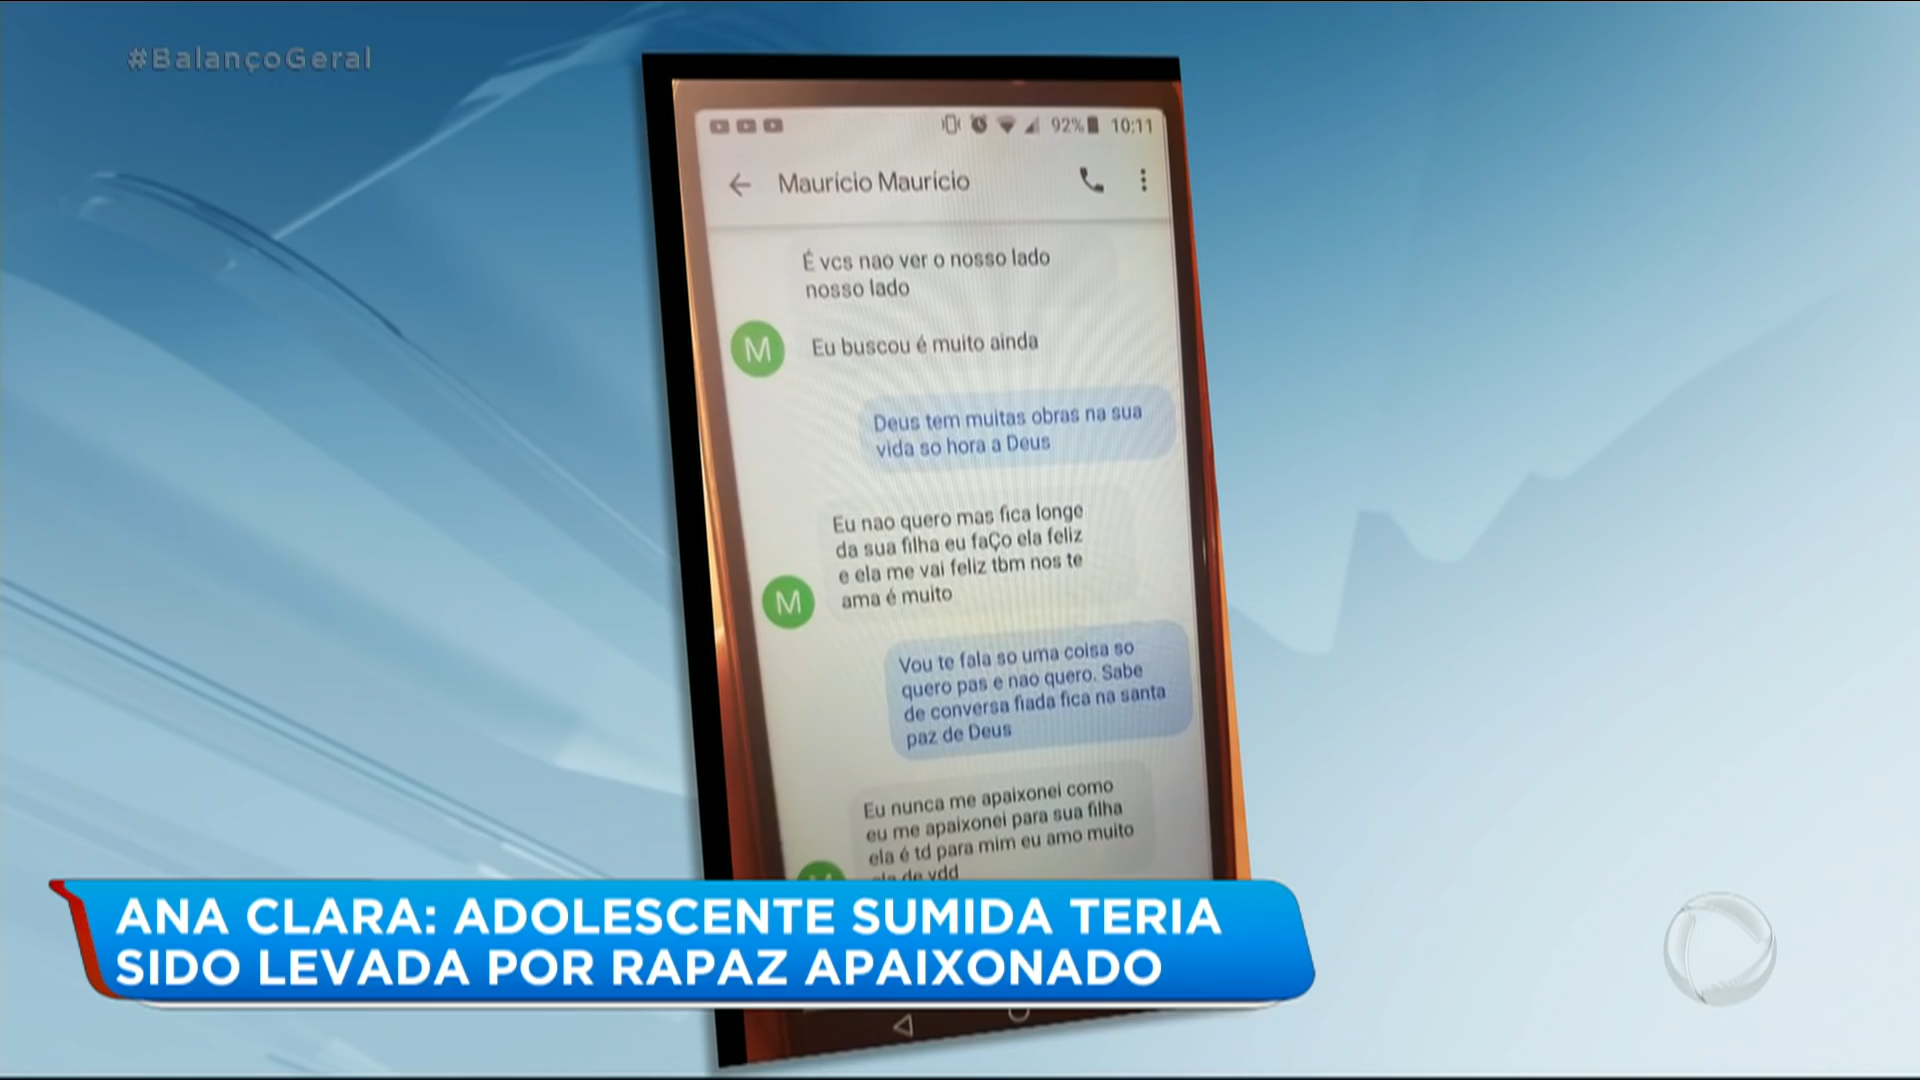 #BalançoGeral
92% 10:11
Maurício Maurício
É vcs nao ver o nosso lado
nosso lado
M
Eu buscou é muito ainda
Deus tem muitas obras na sua
vida so hora a Deus
Eu nao quero mas fica longe
da sua filha eu faÇo ela feliz
e ela me vai feliz tbm nos te
ama é muito
M
Vou te fala so uma coisa so
quero pas e nao quero. Sabe
de conversa fiada fica na santa
paz de Deus
Eu nunca me apaixonei como
eu me apaixonei para sua filha
ela é td para mim eu amo muito
ela de vdd
ANA CLARA: ADOLESCENTE SUMIDA TERIA
SIDO LEVADA POR RAPAZ APAIXONADO